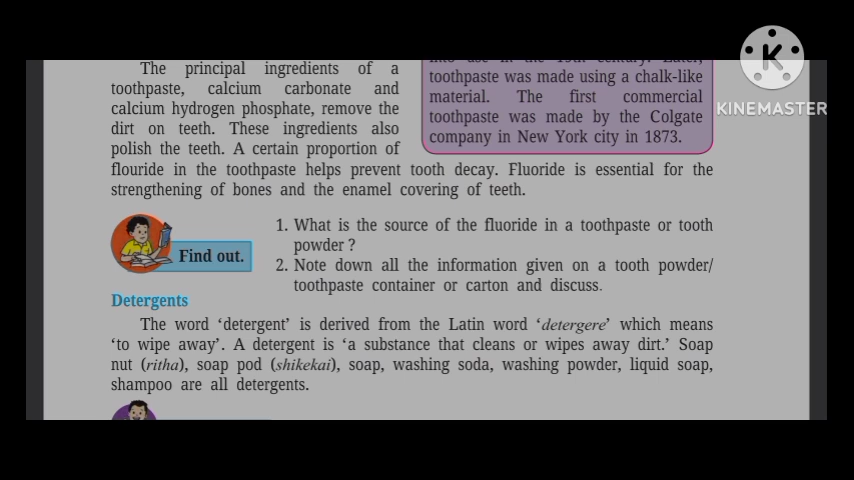 The principal ingredients of a
toothpaste, calcium carbonate and
calcium hydrogen phosphate, remove the
dirt on teeth. These ingredients also
polish the teeth. A certain proportion of
flouride in the toothpaste helps prevent tooth decay. Fluoride is essential for the
strengthening of bones and the enamel covering of teeth.
into use in the 19th century. Later,
toothpaste was made using a chalk-like
material. The first commercial
toothpaste was made by the Colgate
company in New York city in 1873.
KINEMASTER
Find out.
1. What is the source of the fluoride in a toothpaste or tooth
powder ?
2. Note down all the information given on a tooth powder/
toothpaste container or carton and discuss.
Detergents
The word ‘detergent’ is derived from the Latin word ‘detergere’ which means
‘to wipe away’. A detergent is ‘a substance that cleans or wipes away dirt.’ Soap
nut (ritha), soap pod (shikekai), soap, washing soda, washing powder, liquid soap,
shampoo are all detergents.